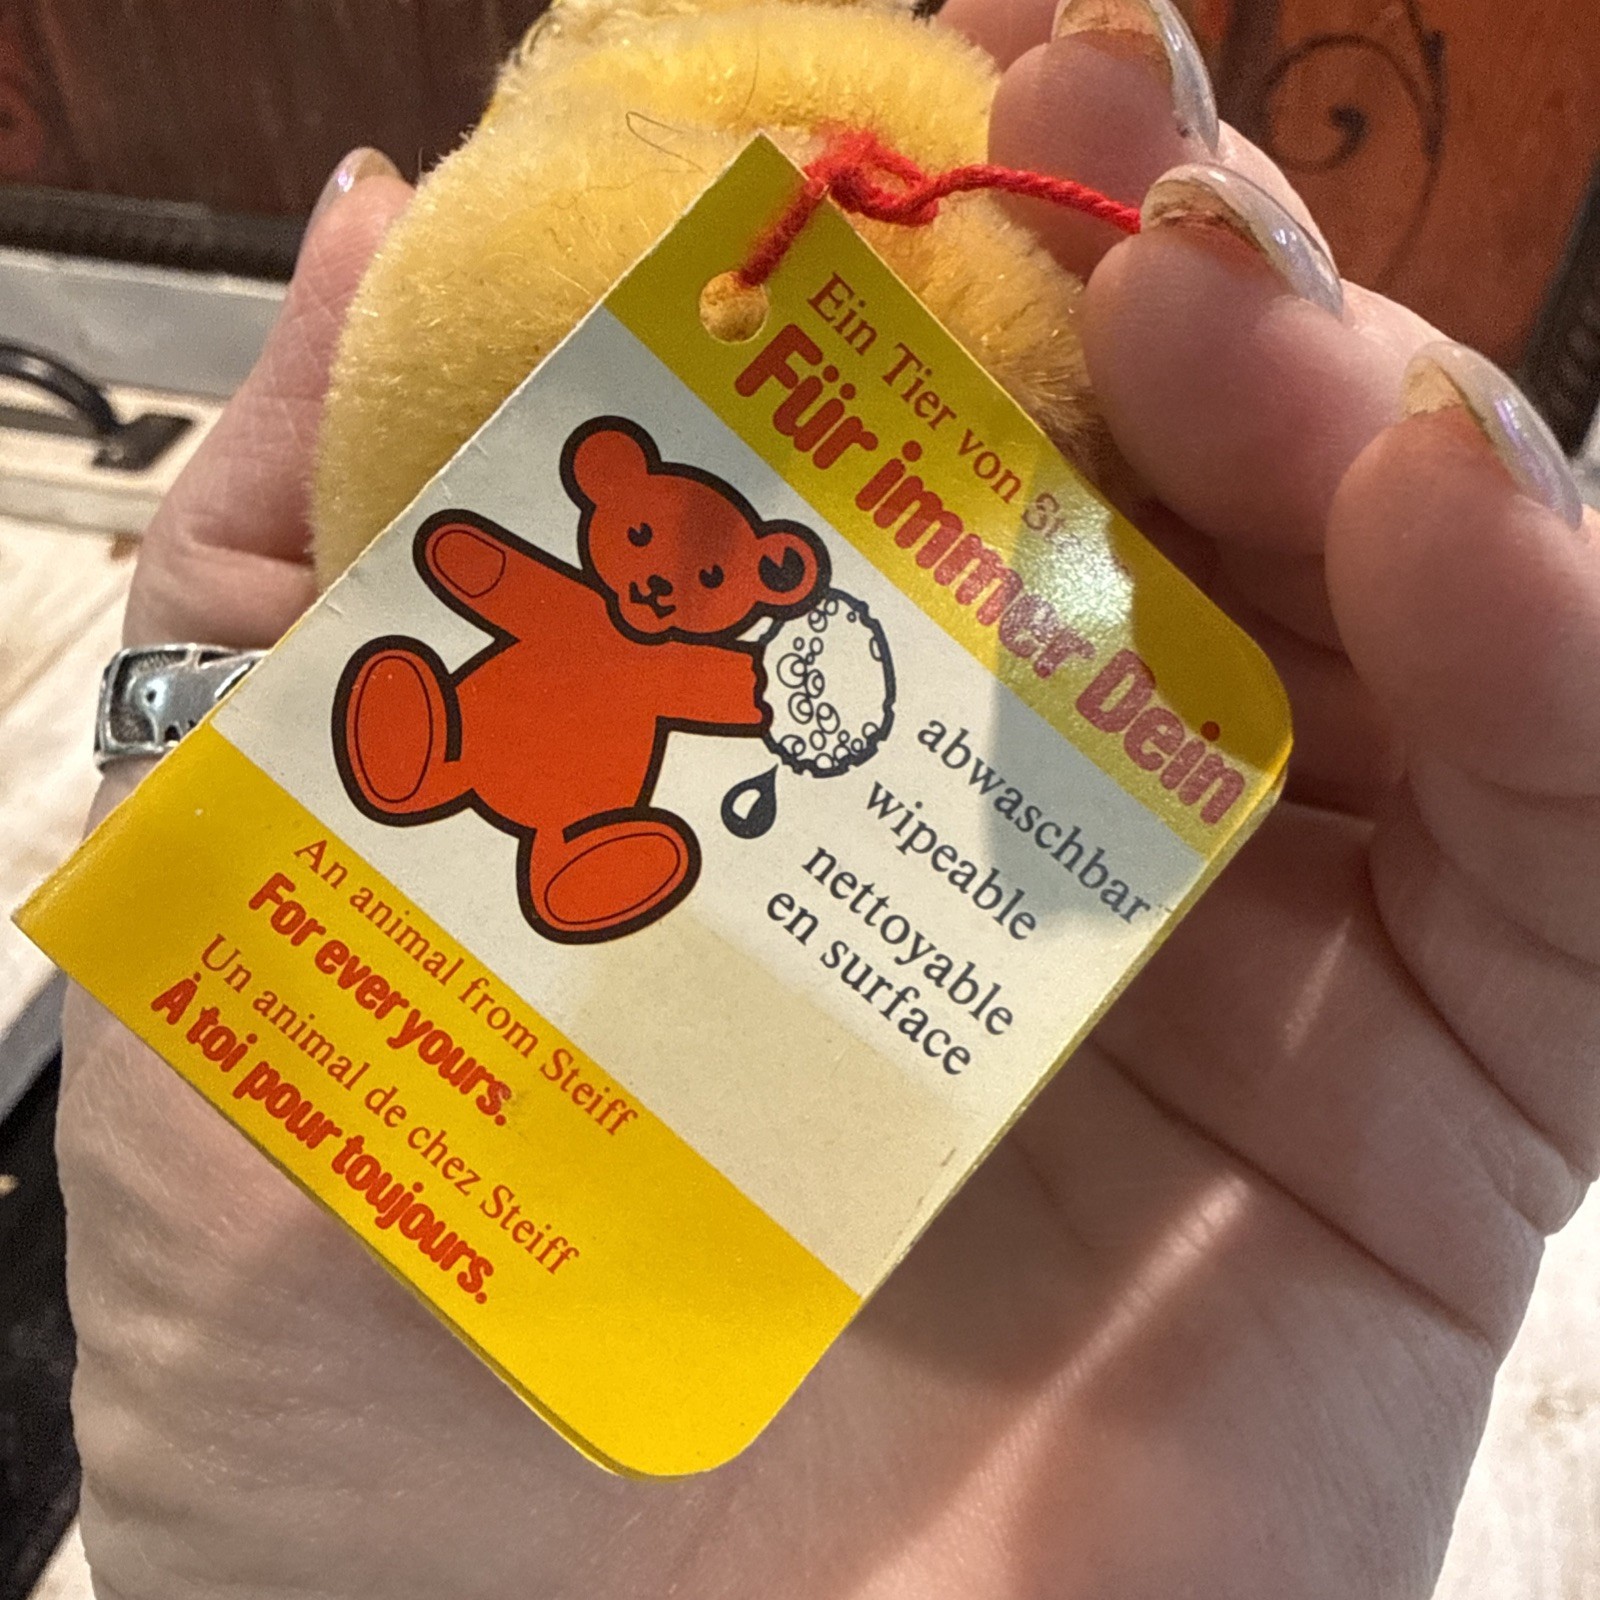 Ein Tier von
Für immer Dein
abwaschbar
wipeable
nettoyable
en surface
An animal from Steiff
For ever yours.
Un animal de chez Steiff
À toi pour toujours.